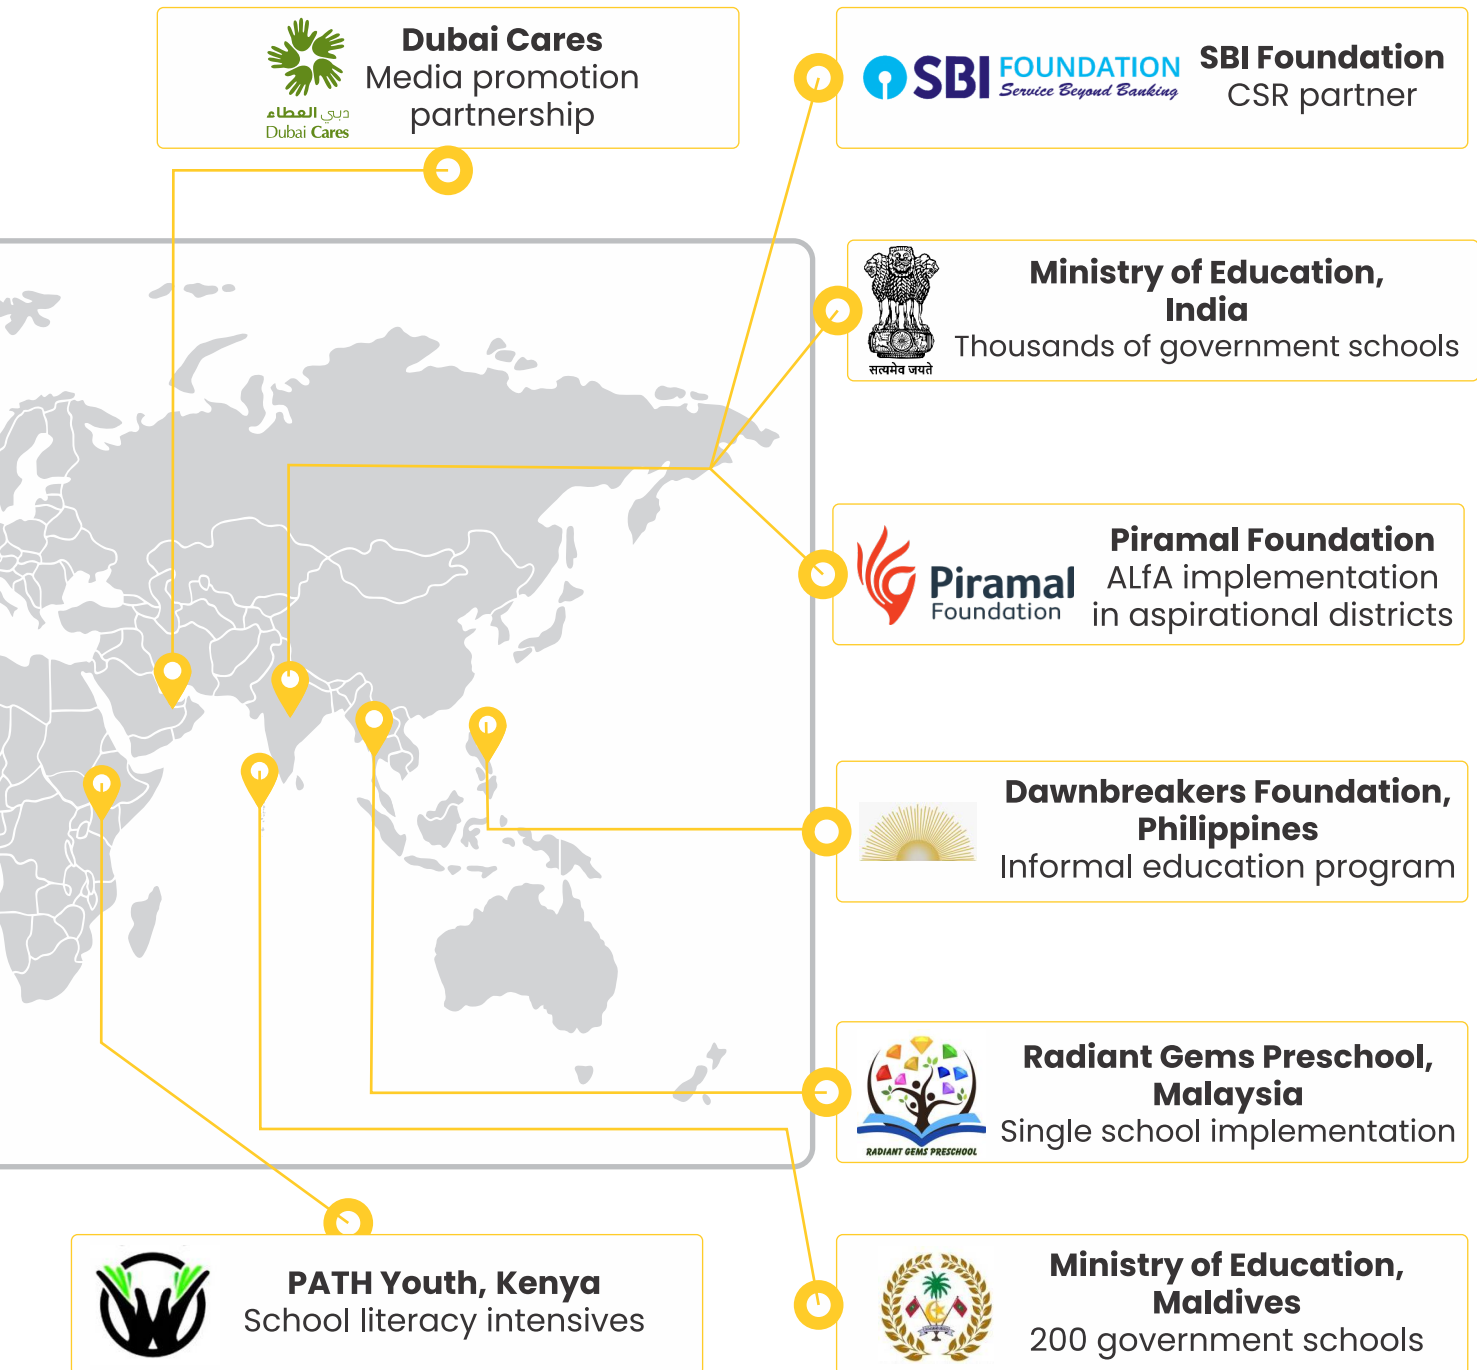 دبي العطاء
Dubai Cares
Dubai Cares
Media promotion
partnership
SBI FOUNDATION
Service Beyond Banking
SBI Foundation
CSR partner
सत्यमेव जयते
Ministry of Education,
India
Thousands of government schools
Piramal
Foundation
Piramal Foundation
ALfA implementation
in aspirational districts
Dawnbreakers Foundation,
Philippines
Informal education program
RADIANT GEMS PRESCHOOL
Radiant Gems Preschool,
Malaysia
Single school implementation
PATH Youth, Kenya
School literacy intensives
Ministry of Education,
Maldives
200 government schools